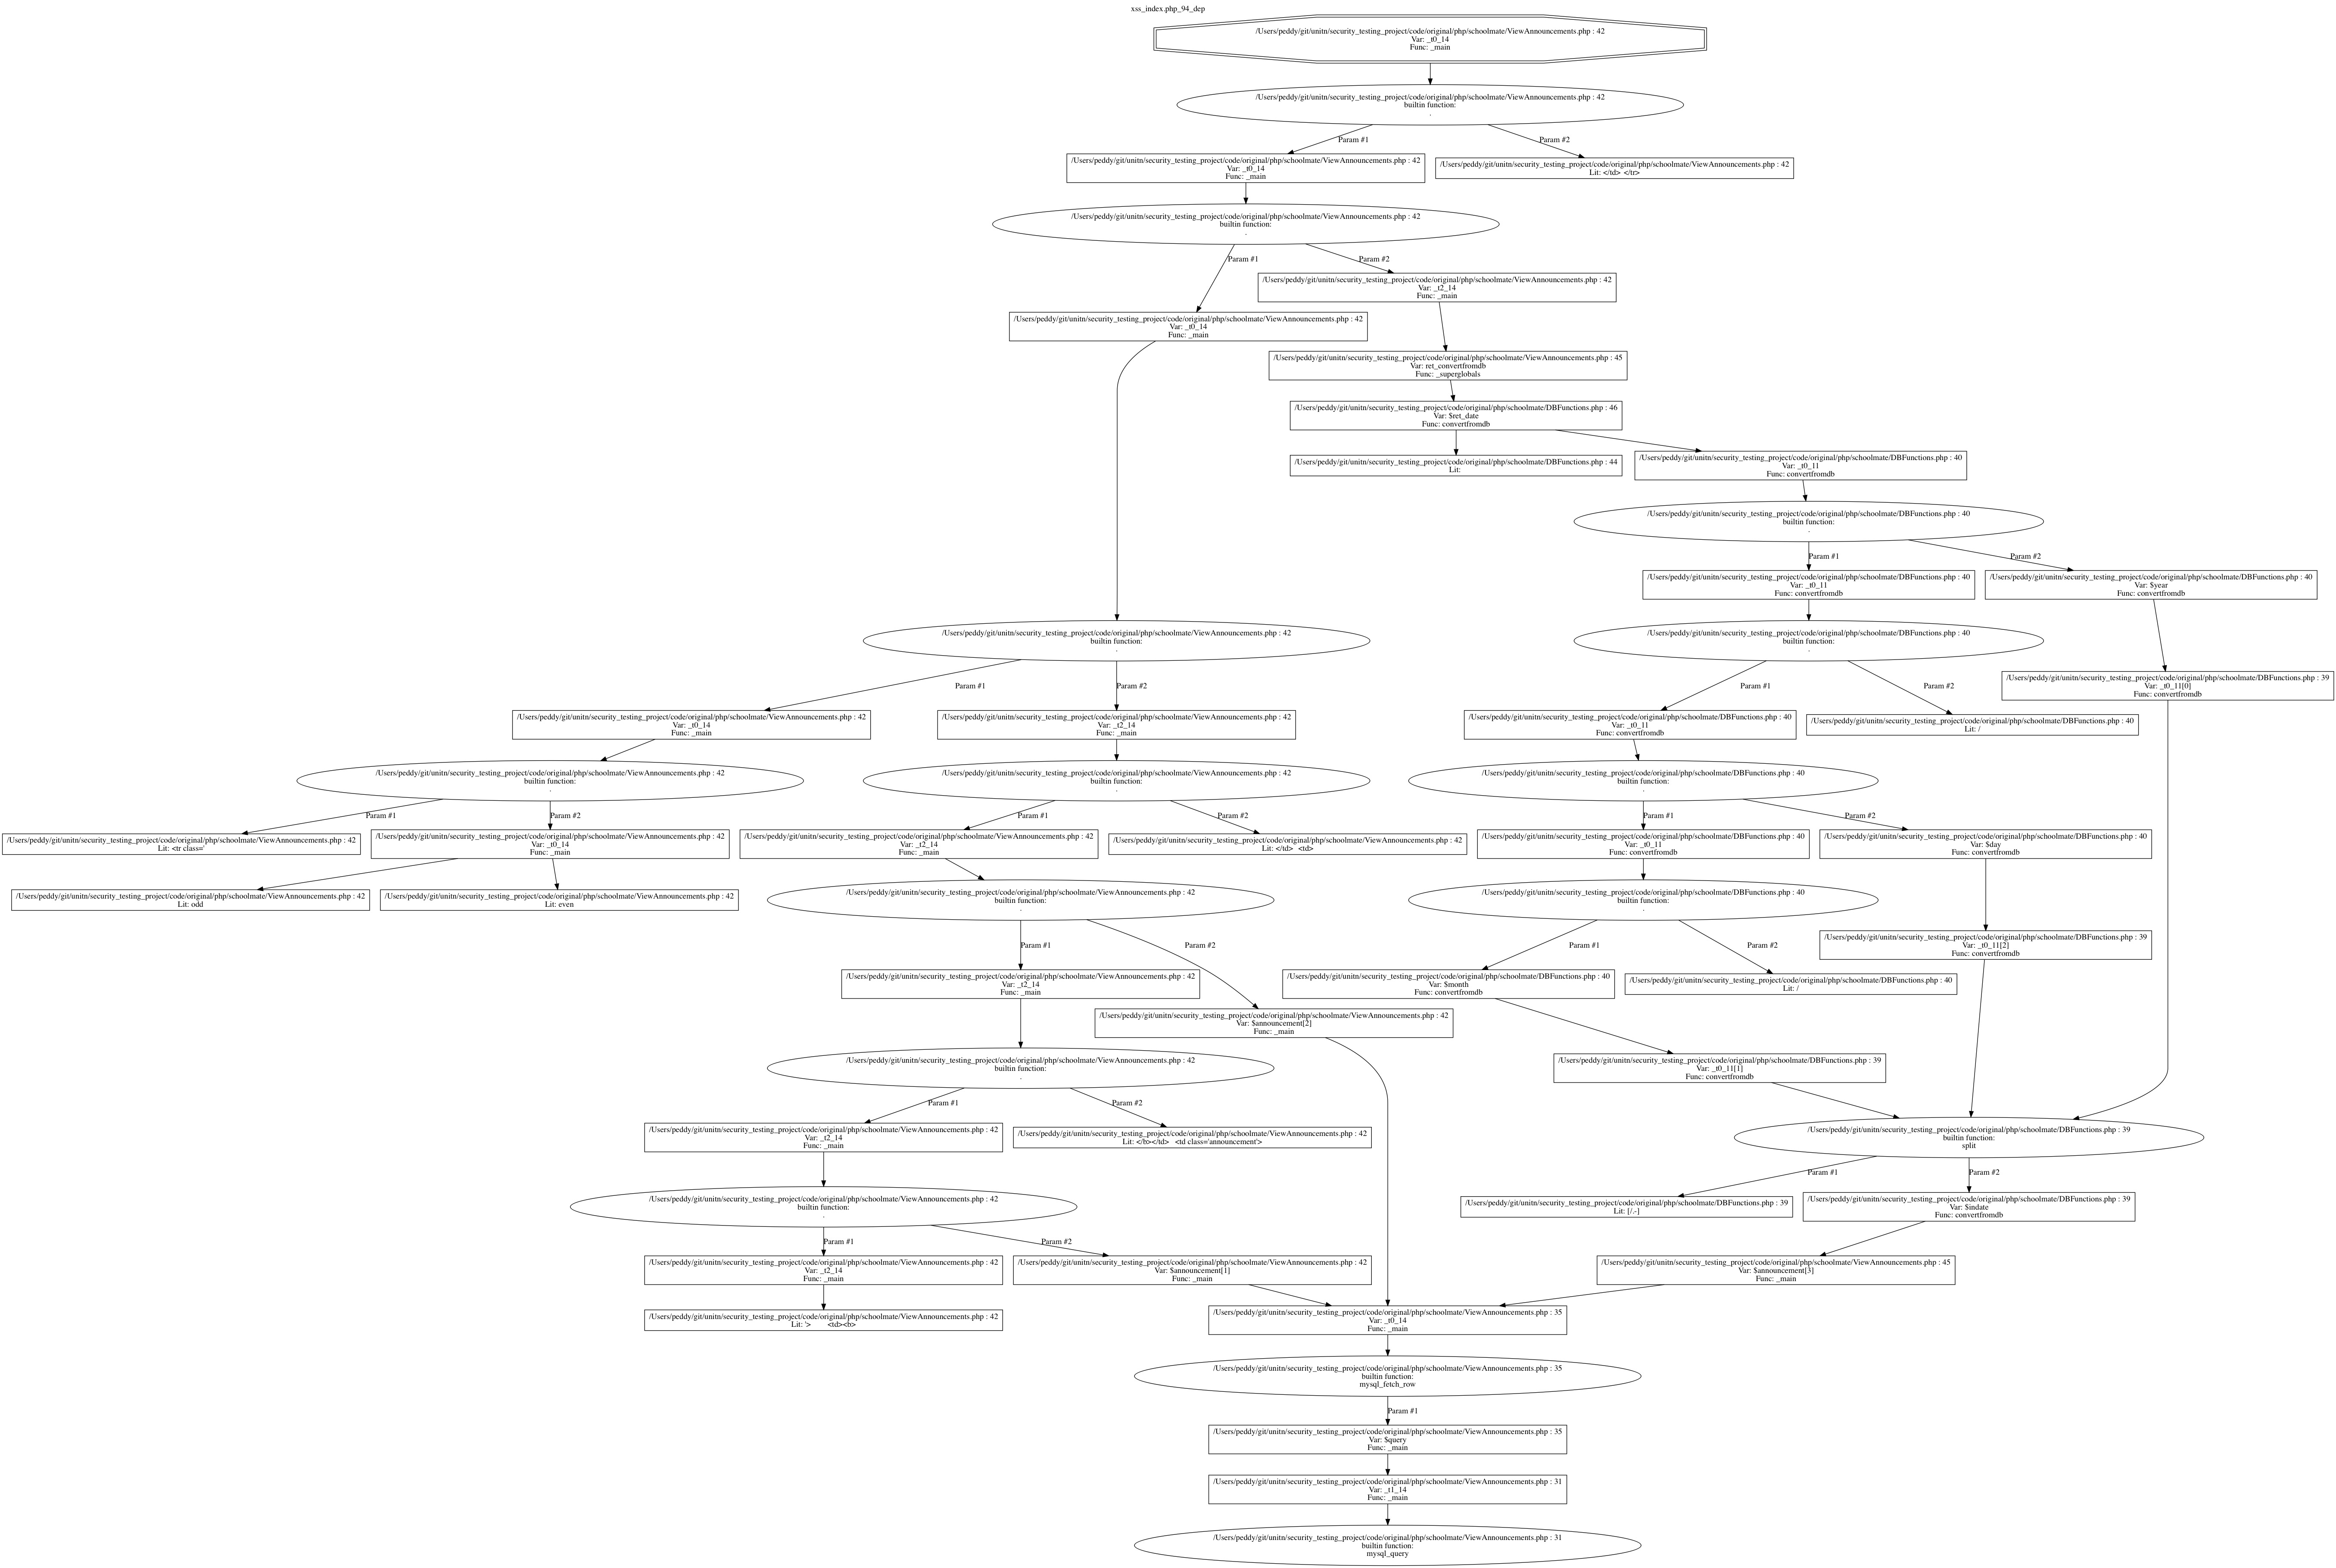 xss_index.php_94_dep
/Users/peddy/git/unitn/security_testing_project/code/original/php/schoolmate/ViewAnnouncements.php : 42
Var: _t0_14
Func: _main
/Users/peddy/git/unitn/security_testing_project/code/original/php/schoolmate/ViewAnnouncements.php : 42
builtin function:
.
Param #1
Param #2
/Users/peddy/git/unitn/security_testing_project/code/original/php/schoolmate/ViewAnnouncements.php : 42
Var: _t0_14
Func: _main
/Users/peddy/git/unitn/security_testing_project/code/original/php/schoolmate/ViewAnnouncements.php : 42
Lit: </td>  </tr>
/Users/peddy/git/unitn/security_testing_project/code/original/php/schoolmate/ViewAnnouncements.php : 42
builtin function:
.
Param #1
Param #2
/Users/peddy/git/unitn/security_testing_project/code/original/php/schoolmate/ViewAnnouncements.php : 42
Var: _t2_14
Func: _main
/Users/peddy/git/unitn/security_testing_project/code/original/php/schoolmate/ViewAnnouncements.php : 42
Var: _t0_14
Func: _main
/Users/peddy/git/unitn/security_testing_project/code/original/php/schoolmate/ViewAnnouncements.php : 45
Var: ret_convertfromdb
Func: _superglobals
/Users/peddy/git/unitn/security_testing_project/code/original/php/schoolmate/DBFunctions.php : 46
Var: $ret_date
Func: convertfromdb
/Users/peddy/git/unitn/security_testing_project/code/original/php/schoolmate/DBFunctions.php : 44
Lit:
/Users/peddy/git/unitn/security_testing_project/code/original/php/schoolmate/DBFunctions.php : 40
Var: _t0_11
Func: convertfromdb
/Users/peddy/git/unitn/security_testing_project/code/original/php/schoolmate/DBFunctions.php : 40
builtin function:
.
Param #1
Param #2
/Users/peddy/git/unitn/security_testing_project/code/original/php/schoolmate/DBFunctions.php : 40
Var: _t0_11
Func: convertfromdb
/Users/peddy/git/unitn/security_testing_project/code/original/php/schoolmate/DBFunctions.php : 40
Var: $year
Func: convertfromdb
/Users/peddy/git/unitn/security_testing_project/code/original/php/schoolmate/ViewAnnouncements.php : 42
builtin function:
.
/Users/peddy/git/unitn/security_testing_project/code/original/php/schoolmate/DBFunctions.php : 40
builtin function:
.
/Users/peddy/git/unitn/security_testing_project/code/original/php/schoolmate/DBFunctions.php : 39
Var: _t0_11[0]
Func: convertfromdb
Param #1
Param #2
Param #1
Param #2
/Users/peddy/git/unitn/security_testing_project/code/original/php/schoolmate/ViewAnnouncements.php : 42
Var: _t0_14
Func: _main
/Users/peddy/git/unitn/security_testing_project/code/original/php/schoolmate/ViewAnnouncements.php : 42
Var: _t2_14
Func: _main
/Users/peddy/git/unitn/security_testing_project/code/original/php/schoolmate/DBFunctions.php : 40
Var: _t0_11
Func: convertfromdb
/Users/peddy/git/unitn/security_testing_project/code/original/php/schoolmate/DBFunctions.php : 40
Lit: /
/Users/peddy/git/unitn/security_testing_project/code/original/php/schoolmate/ViewAnnouncements.php : 42
builtin function:
.
/Users/peddy/git/unitn/security_testing_project/code/original/php/schoolmate/ViewAnnouncements.php : 42
builtin function:
.
/Users/peddy/git/unitn/security_testing_project/code/original/php/schoolmate/DBFunctions.php : 40
builtin function:
.
Param #1
Param #2
Param #1
Param #2
Param #1
Param #2
/Users/peddy/git/unitn/security_testing_project/code/original/php/schoolmate/ViewAnnouncements.php : 42
Lit: <tr class='
/Users/peddy/git/unitn/security_testing_project/code/original/php/schoolmate/ViewAnnouncements.php : 42
Var: _t0_14
Func: _main
/Users/peddy/git/unitn/security_testing_project/code/original/php/schoolmate/ViewAnnouncements.php : 42
Var: _t2_14
Func: _main
/Users/peddy/git/unitn/security_testing_project/code/original/php/schoolmate/ViewAnnouncements.php : 42
Lit: </td>   <td>
/Users/peddy/git/unitn/security_testing_project/code/original/php/schoolmate/DBFunctions.php : 40
Var: _t0_11
Func: convertfromdb
/Users/peddy/git/unitn/security_testing_project/code/original/php/schoolmate/DBFunctions.php : 40
Var: $day
Func: convertfromdb
/Users/peddy/git/unitn/security_testing_project/code/original/php/schoolmate/ViewAnnouncements.php : 42
Lit: odd
/Users/peddy/git/unitn/security_testing_project/code/original/php/schoolmate/ViewAnnouncements.php : 42
Lit: even
/Users/peddy/git/unitn/security_testing_project/code/original/php/schoolmate/ViewAnnouncements.php : 42
builtin function:
.
/Users/peddy/git/unitn/security_testing_project/code/original/php/schoolmate/DBFunctions.php : 40
builtin function:
.
/Users/peddy/git/unitn/security_testing_project/code/original/php/schoolmate/DBFunctions.php : 39
Var: _t0_11[2]
Func: convertfromdb
Param #1
Param #2
Param #1
Param #2
/Users/peddy/git/unitn/security_testing_project/code/original/php/schoolmate/ViewAnnouncements.php : 42
Var: _t2_14
Func: _main
/Users/peddy/git/unitn/security_testing_project/code/original/php/schoolmate/DBFunctions.php : 40
Var: $month
Func: convertfromdb
/Users/peddy/git/unitn/security_testing_project/code/original/php/schoolmate/DBFunctions.php : 40
Lit: /
/Users/peddy/git/unitn/security_testing_project/code/original/php/schoolmate/ViewAnnouncements.php : 42
Var: $announcement[2]
Func: _main
/Users/peddy/git/unitn/security_testing_project/code/original/php/schoolmate/ViewAnnouncements.php : 42
builtin function:
.
/Users/peddy/git/unitn/security_testing_project/code/original/php/schoolmate/DBFunctions.php : 39
Var: _t0_11[1]
Func: convertfromdb
Param #1
Param #2
/Users/peddy/git/unitn/security_testing_project/code/original/php/schoolmate/ViewAnnouncements.php : 42
Var: _t2_14
Func: _main
/Users/peddy/git/unitn/security_testing_project/code/original/php/schoolmate/ViewAnnouncements.php : 42
Lit: </b></td>   <td class='announcement'>
/Users/peddy/git/unitn/security_testing_project/code/original/php/schoolmate/DBFunctions.php : 39
builtin function:
split
Param #1
Param #2
/Users/peddy/git/unitn/security_testing_project/code/original/php/schoolmate/ViewAnnouncements.php : 42
builtin function:
.
/Users/peddy/git/unitn/security_testing_project/code/original/php/schoolmate/DBFunctions.php : 39
Lit: [/.-]
/Users/peddy/git/unitn/security_testing_project/code/original/php/schoolmate/DBFunctions.php : 39
Var: $indate
Func: convertfromdb
Param #1
Param #2
/Users/peddy/git/unitn/security_testing_project/code/original/php/schoolmate/ViewAnnouncements.php : 42
Var: _t2_14
Func: _main
/Users/peddy/git/unitn/security_testing_project/code/original/php/schoolmate/ViewAnnouncements.php : 42
Var: $announcement[1]
Func: _main
/Users/peddy/git/unitn/security_testing_project/code/original/php/schoolmate/ViewAnnouncements.php : 45
Var: $announcement[3]
Func: _main
/Users/peddy/git/unitn/security_testing_project/code/original/php/schoolmate/ViewAnnouncements.php : 42
Lit: '>        <td><b>
/Users/peddy/git/unitn/security_testing_project/code/original/php/schoolmate/ViewAnnouncements.php : 35
Var: _t0_14
Func: _main
/Users/peddy/git/unitn/security_testing_project/code/original/php/schoolmate/ViewAnnouncements.php : 35
builtin function:
mysql_fetch_row
Param #1
/Users/peddy/git/unitn/security_testing_project/code/original/php/schoolmate/ViewAnnouncements.php : 35
Var: $query
Func: _main
/Users/peddy/git/unitn/security_testing_project/code/original/php/schoolmate/ViewAnnouncements.php : 31
Var: _t1_14
Func: _main
/Users/peddy/git/unitn/security_testing_project/code/original/php/schoolmate/ViewAnnouncements.php : 31
builtin function:
mysql_query